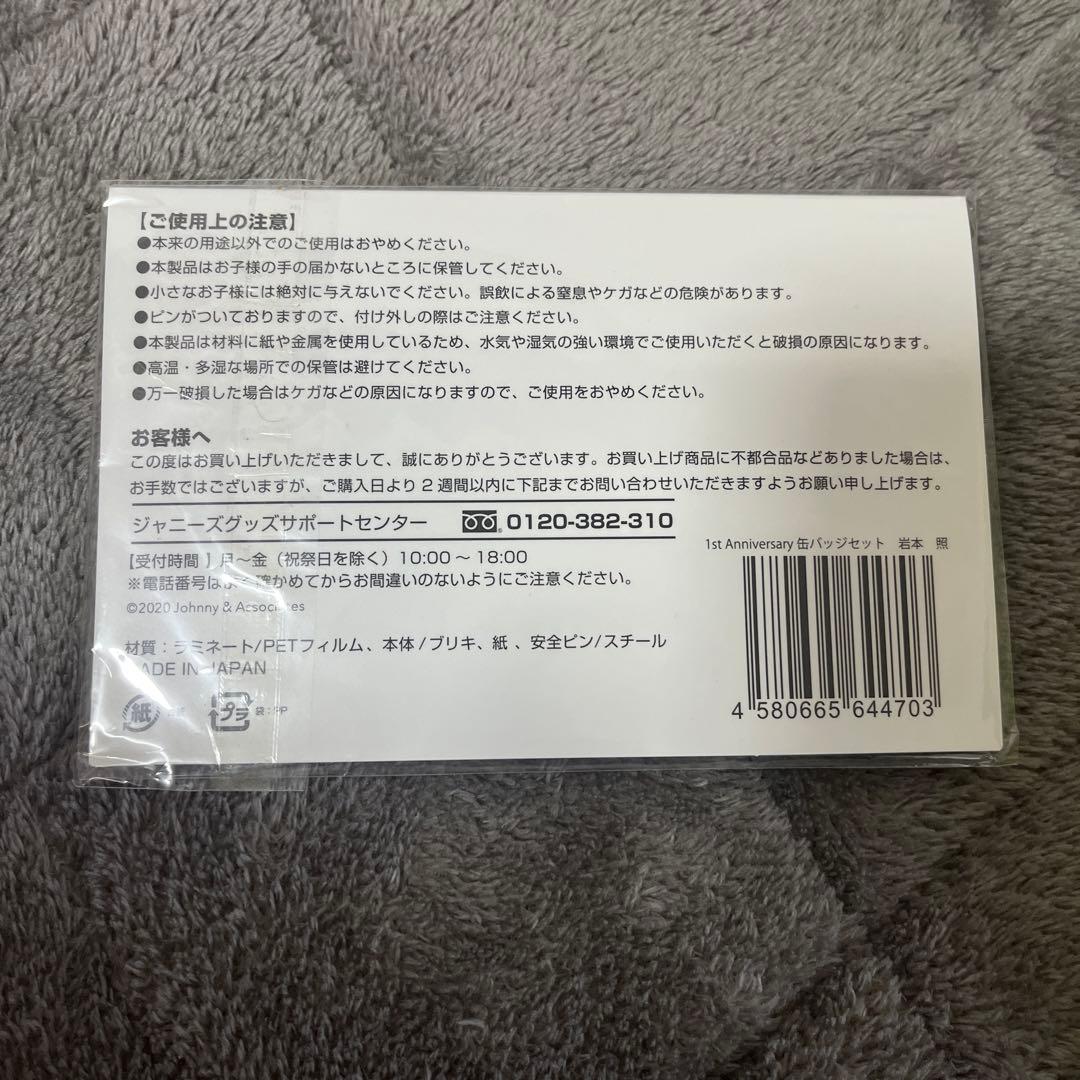 【ご使用上の注意】
●本来の用途以外でのご使用はおやめください。
●本製品はお子様の手の届かないところに保管してください。
●小さなお子様には絶対に与えないでください。誤飲による窒息やケガなどの危険があります。
●ピンがついておりますので、付け外しの際はご注意ください。
●本製品は材料に紙や金属を使用しているため、水気や湿気の強い環境でご使用いただくと破損の原因になります。
●高温・多湿な場所での保管は避けてください。
●万一破損した場合はケガなどの原因になりますので、ご使用をおやめください。
お客様へ
この度はお買い上げいただきまして、誠にありがとうございます。お買い上げ商品に不都合品などありました場合は、
お手数ではございますが、ご購入日より2週間以内に下記までお問い合わせいただきますようお願い申し上げます。
ジャニーズグッズサポートセンター 0120-382-310
【受付時間】月～金（祝祭日を除く）10:00～18:00
※電話番号はよく確かめてからお間違いのないようにご注意ください。
©2020 Johnny & Associates
材質：ラミネート/PETフィルム、本体/ブリキ、紙、安全ピン/スチール
MADE IN JAPAN
紙
プラ 袋：PP
1st Anniversary 缶バッジセット 岩本 照
4 580665 644703